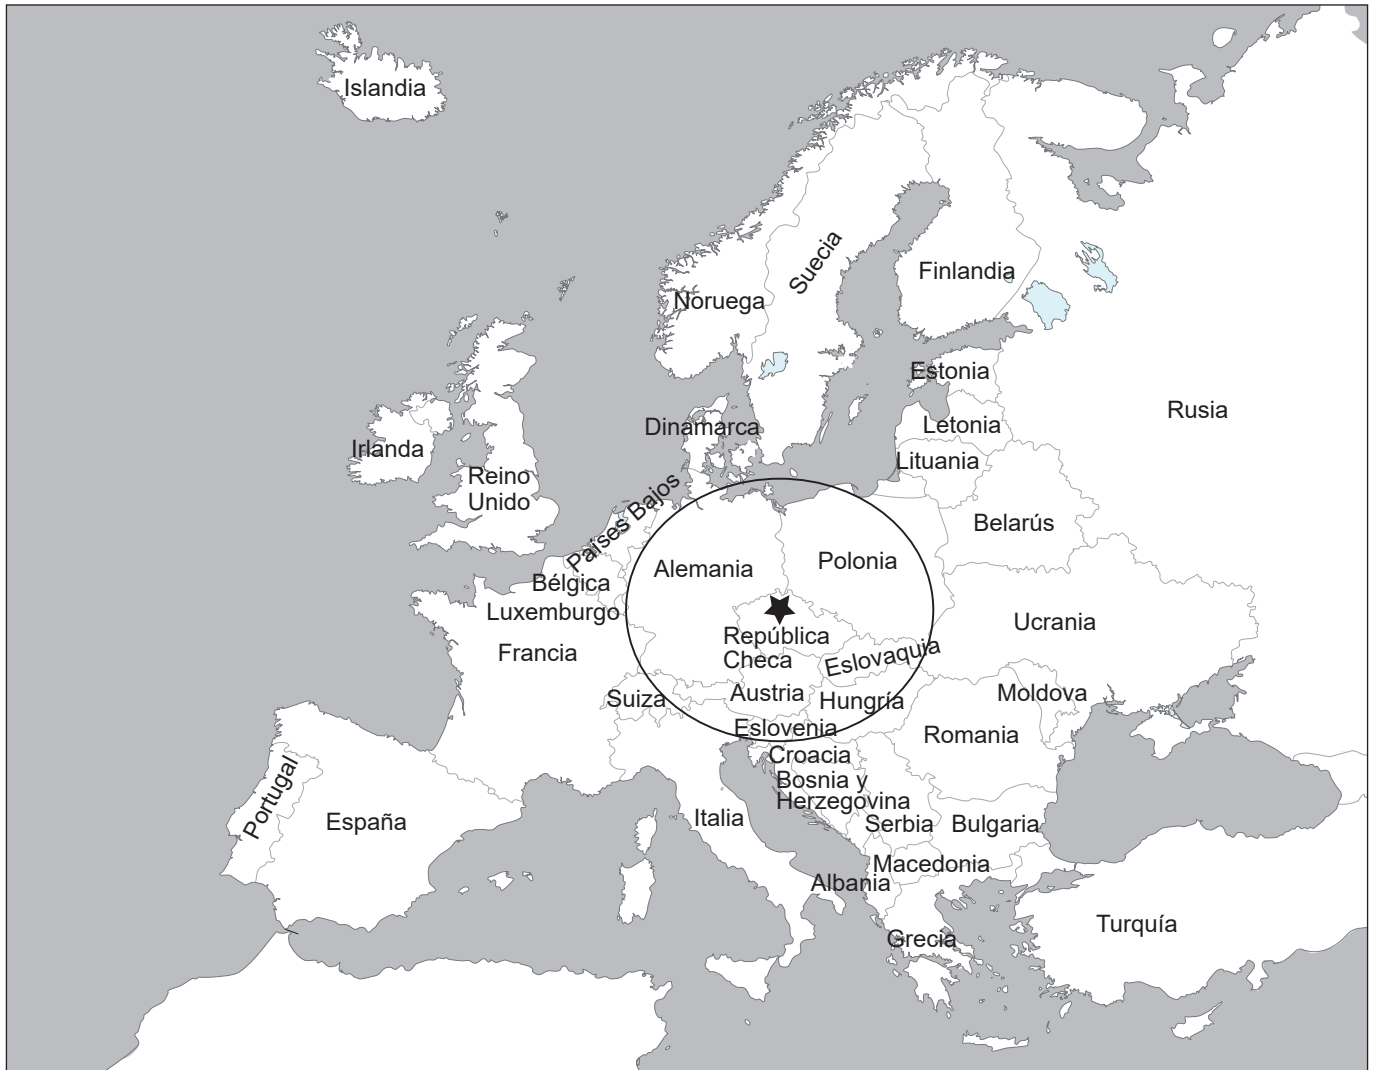 Islandia
Suecia
Finlandia
Noruega
Estonia
Rusia
Letonia
Dinamarca
Irlanda
Lituania
Reino
Unido
Países Bajos
Belarús
Polonia
Alemania
Bélgica
Luxemburgo
Ucrania
República
Checa
Francia
Eslovaquia
Austria
Moldova
Suiza
Hungría
Eslovenia
Romania
Croacia
Bosnia y
Herzegovina
Portugal
Italia
España
Serbia
Bulgaria
Macedonia
Albania
Turquía
Grecia